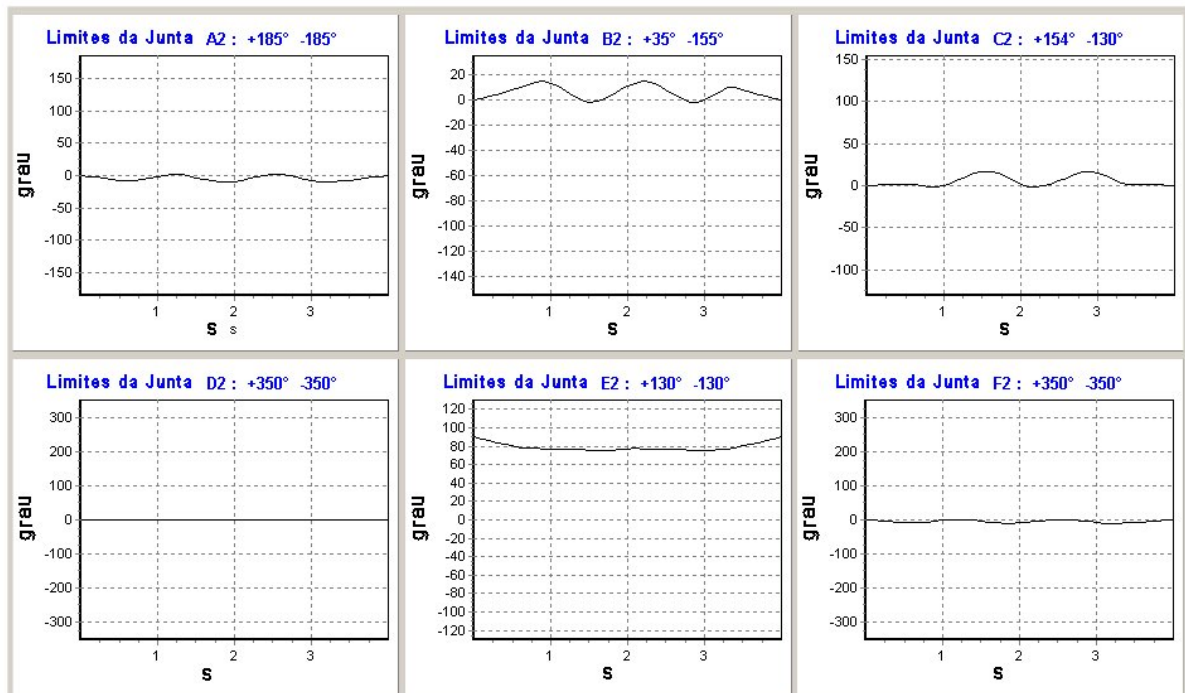 Limites da Junta A2 : +185° -185°
150
100
50
0
-50
-100
-150
grau
1 2 3
S s
Limites da Junta B2 : +35° -155°
20
0
-20
-40
-60
-80
-100
-120
-140
grau
1 2 3
S
Limites da Junta C2 : +154° -130°
150
100
50
0
-50
-100
grau
1 2 3
S
Limites da Junta D2 : +350° -350°
300
200
100
0
-100
-200
-300
grau
1 2 3
S
Limites da Junta E2 : +130° -130°
120
100
80
60
40
20
0
-20
-40
-60
-80
-100
-120
grau
1 2 3
S
Limites da Junta F2 : +350° -350°
300
200
100
0
-100
-200
-300
grau
1 2 3
S